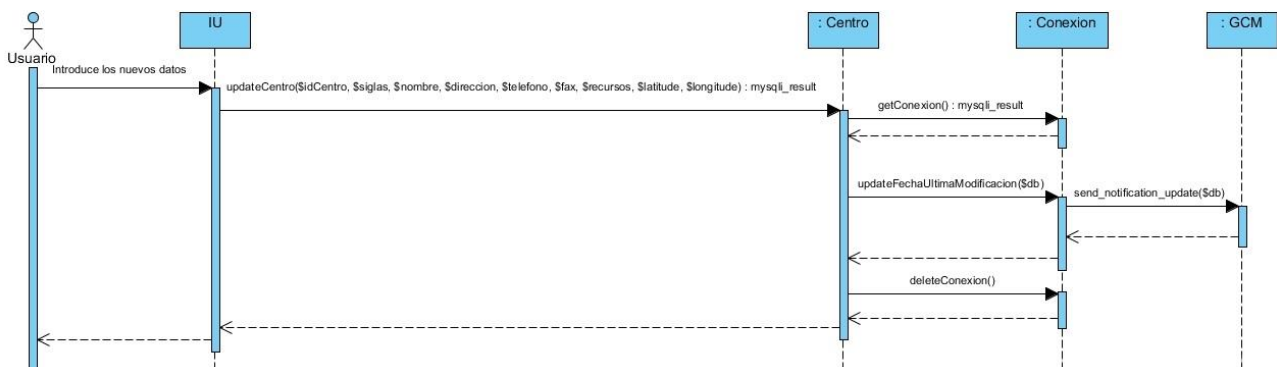 IU
: Centro
: Conexion
: GCM
Usuario
Introduce los nuevos datos
updateCentro($idCentro, $siglas, $nombre, $direccion, $telefono, $fax, $recursos, $latitude, $longitude) : mysqli_result
getConexion() : mysqli_result
updateFechaUltimaModificacion($db)
send_notification_update($db)
deleteConexion()